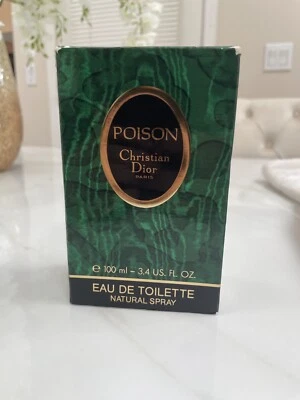 POISON
Christian
Dior
PARIS
℮ 100 ml – 3.4 US. FL. OZ.
EAU DE TOILETTE
NATURAL SPRAY